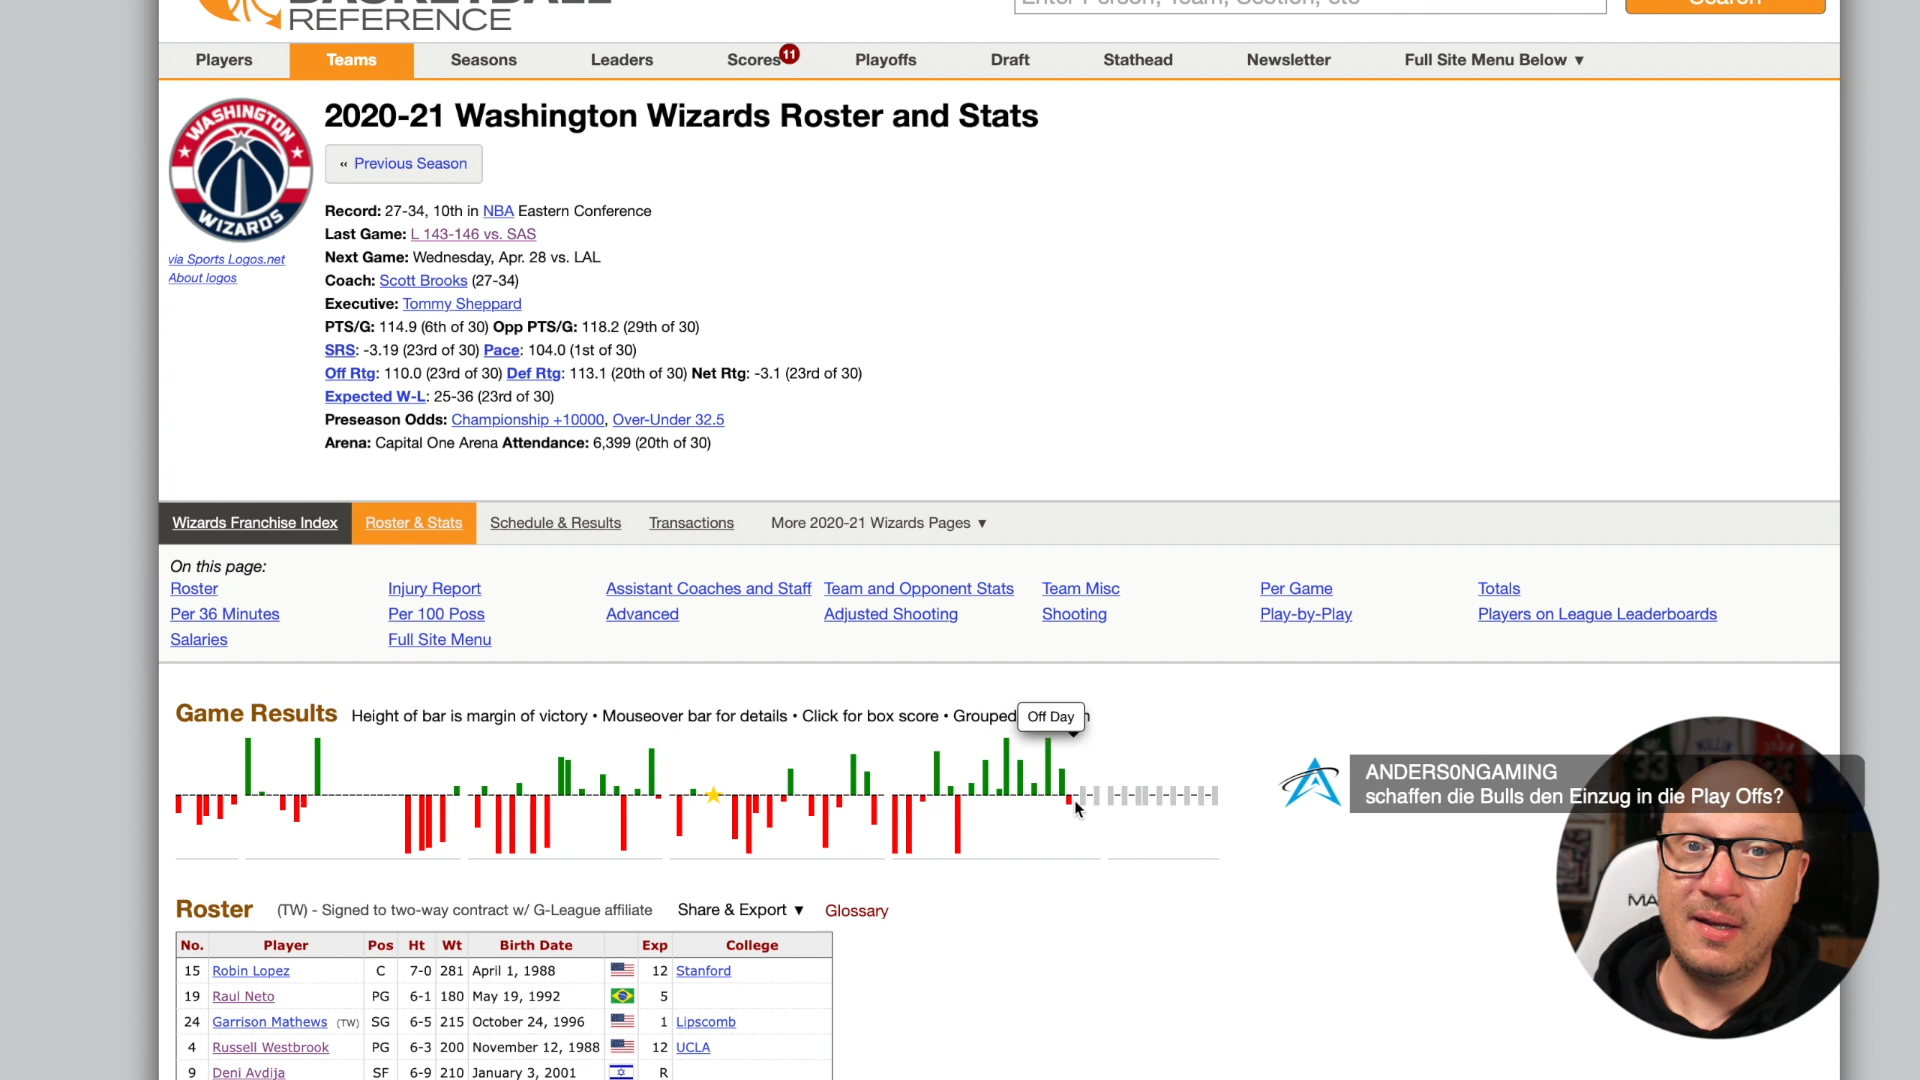 BASKETBALL
REFERENCE
Enter Person, Team, Section, etc
Search
Players
Teams
Seasons
Leaders
Scores
11
Playoffs
Draft
Stathead
Newsletter
Full Site Menu Below ▼
WASHINGTON
WIZARDS
2020-21 Washington Wizards Roster and Stats
« Previous Season
Record: 27-34, 10th in NBA Eastern Conference
Last Game: L 143-146 vs. SAS
Next Game: Wednesday, Apr. 28 vs. LAL
Coach: Scott Brooks (27-34)
Executive: Tommy Sheppard
PTS/G: 114.9 (6th of 30) Opp PTS/G: 118.2 (29th of 30)
SRS: -3.19 (23rd of 30) Pace: 104.0 (1st of 30)
Off Rtg: 110.0 (23rd of 30) Def Rtg: 113.1 (20th of 30) Net Rtg: -3.1 (23rd of 30)
Expected W-L: 25-36 (23rd of 30)
Preseason Odds: Championship +10000, Over-Under 32.5
Arena: Capital One Arena Attendance: 6,399 (20th of 30)
via Sports Logos.net
About logos
Wizards Franchise Index
Roster & Stats
Schedule & Results
Transactions
More 2020-21 Wizards Pages ▼
On this page:
Roster
Injury Report
Assistant Coaches and Staff
Team and Opponent Stats
Team Misc
Per Game
Totals
Per 36 Minutes
Per 100 Poss
Advanced
Adjusted Shooting
Shooting
Play-by-Play
Players on League Leaderboards
Salaries
Full Site Menu
Game Results
Height of bar is margin of victory • Mouseover bar for details • Click for box score • Grouped
Off Day
ANDERS0NGAMING
schaffen die Bulls den Einzug in die Play Offs?
33
MA
Roster
(TW) - Signed to two-way contract w/ G-League affiliate
Share & Export ▼
Glossary
No. Player Pos Ht Wt Birth Date Exp College
15 Robin Lopez C 7-0 281 April 1, 1988 12 Stanford
19 Raul Neto PG 6-1 180 May 19, 1992 5
24 Garrison Mathews (TW) SG 6-5 215 October 24, 1996 1 Lipscomb
4 Russell Westbrook PG 6-3 200 November 12, 1988 12 UCLA
9 Deni Avdija SF 6-9 210 January 3, 2001 R